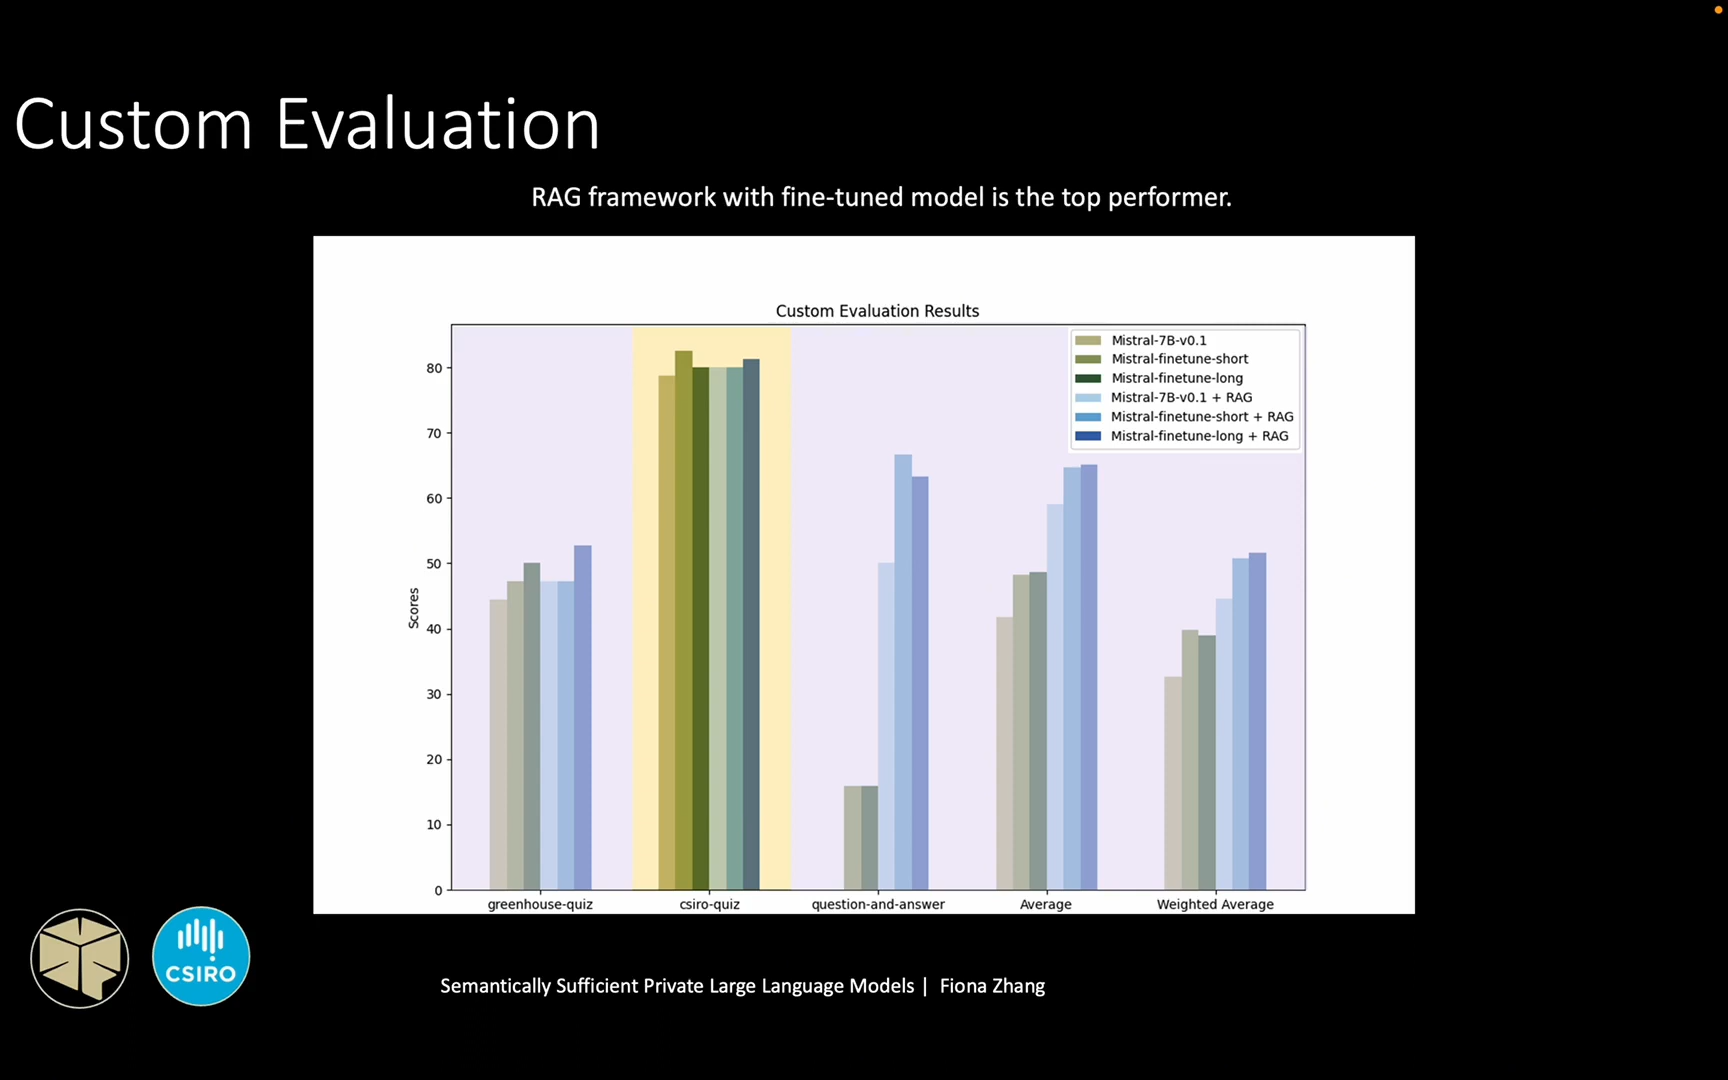 Custom Evaluation
RAG framework with fine-tuned model is the top performer.
Custom Evaluation Results
Mistral-7B-v0.1
Mistral-finetune-short
Mistral-finetune-long
Mistral-7B-v0.1 + RAG
Mistral-finetune-short + RAG
Mistral-finetune-long + RAG
Scores
80
70
60
50
40
30
20
10
0
greenhouse-quiz
csiro-quiz
question-and-answer
Average
Weighted Average
CSIRO
Semantically Sufficient Private Large Language Models | Fiona Zhang